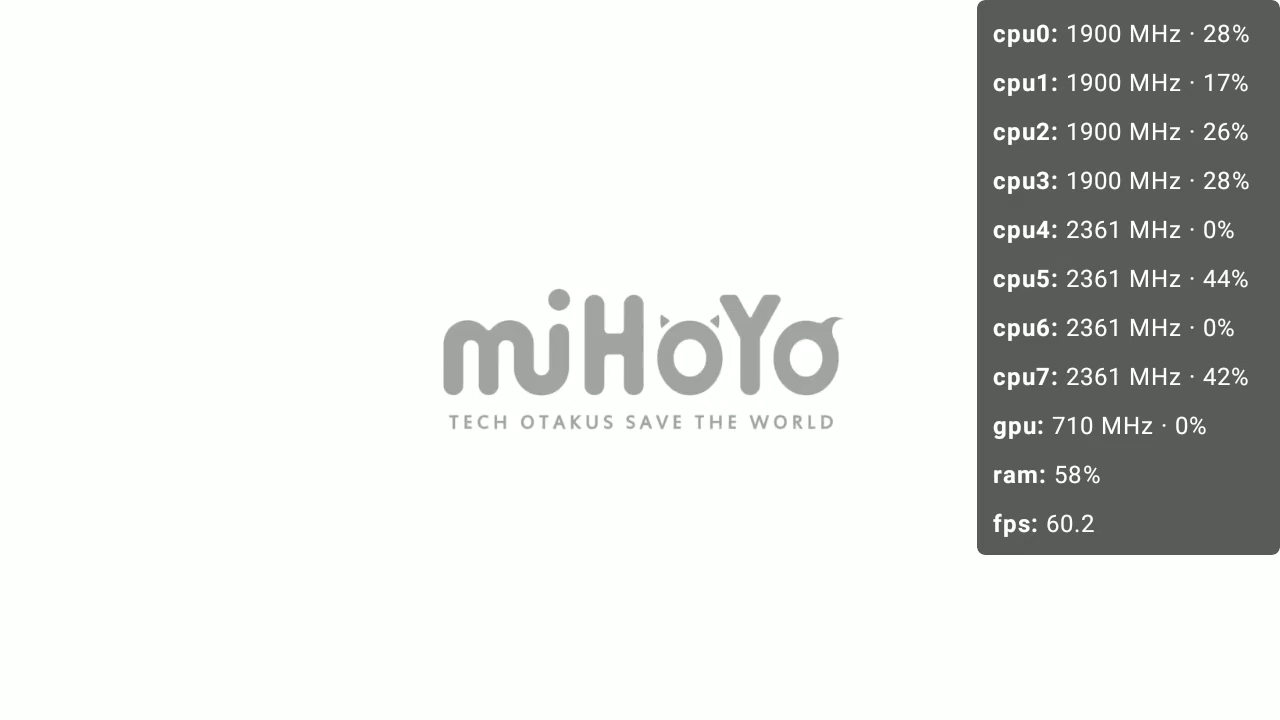 miHoYo
TECH OTAKUS SAVE THE WORLD
cpu0: 1900 MHz · 28%
cpu1: 1900 MHz · 17%
cpu2: 1900 MHz · 26%
cpu3: 1900 MHz · 28%
cpu4: 2361 MHz · 0%
cpu5: 2361 MHz · 44%
cpu6: 2361 MHz · 0%
cpu7: 2361 MHz · 42%
gpu: 710 MHz · 0%
ram: 58%
fps: 60.2